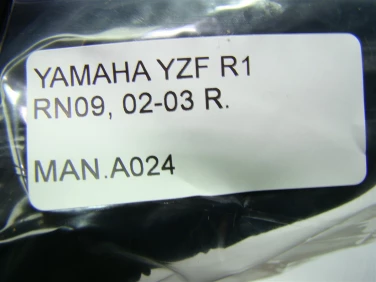 YAMAHA YZF R1
RN09, 02-03 R.
MAN.A024